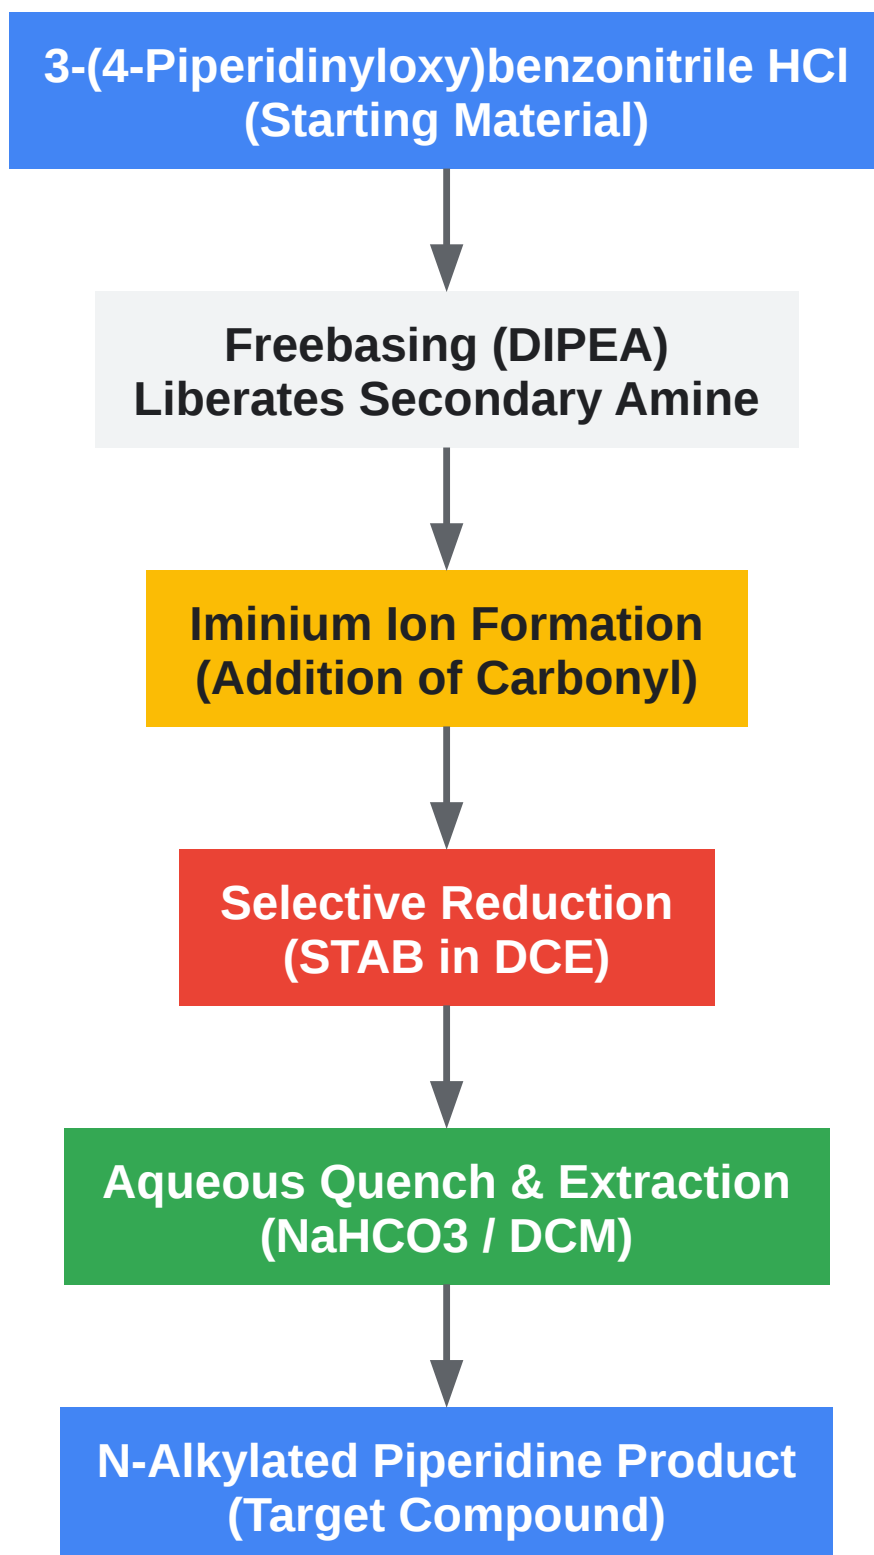 3-(4-Piperidinyloxy)benzonitrile HCl
(Starting Material)
Freebasing (DIPEA)
Liberates Secondary Amine
Iminium Ion Formation
(Addition of Carbonyl)
Selective Reduction
(STAB in DCE)
Aqueous Quench & Extraction
(NaHCO3 / DCM)
N-Alkylated Piperidine Product
(Target Compound)